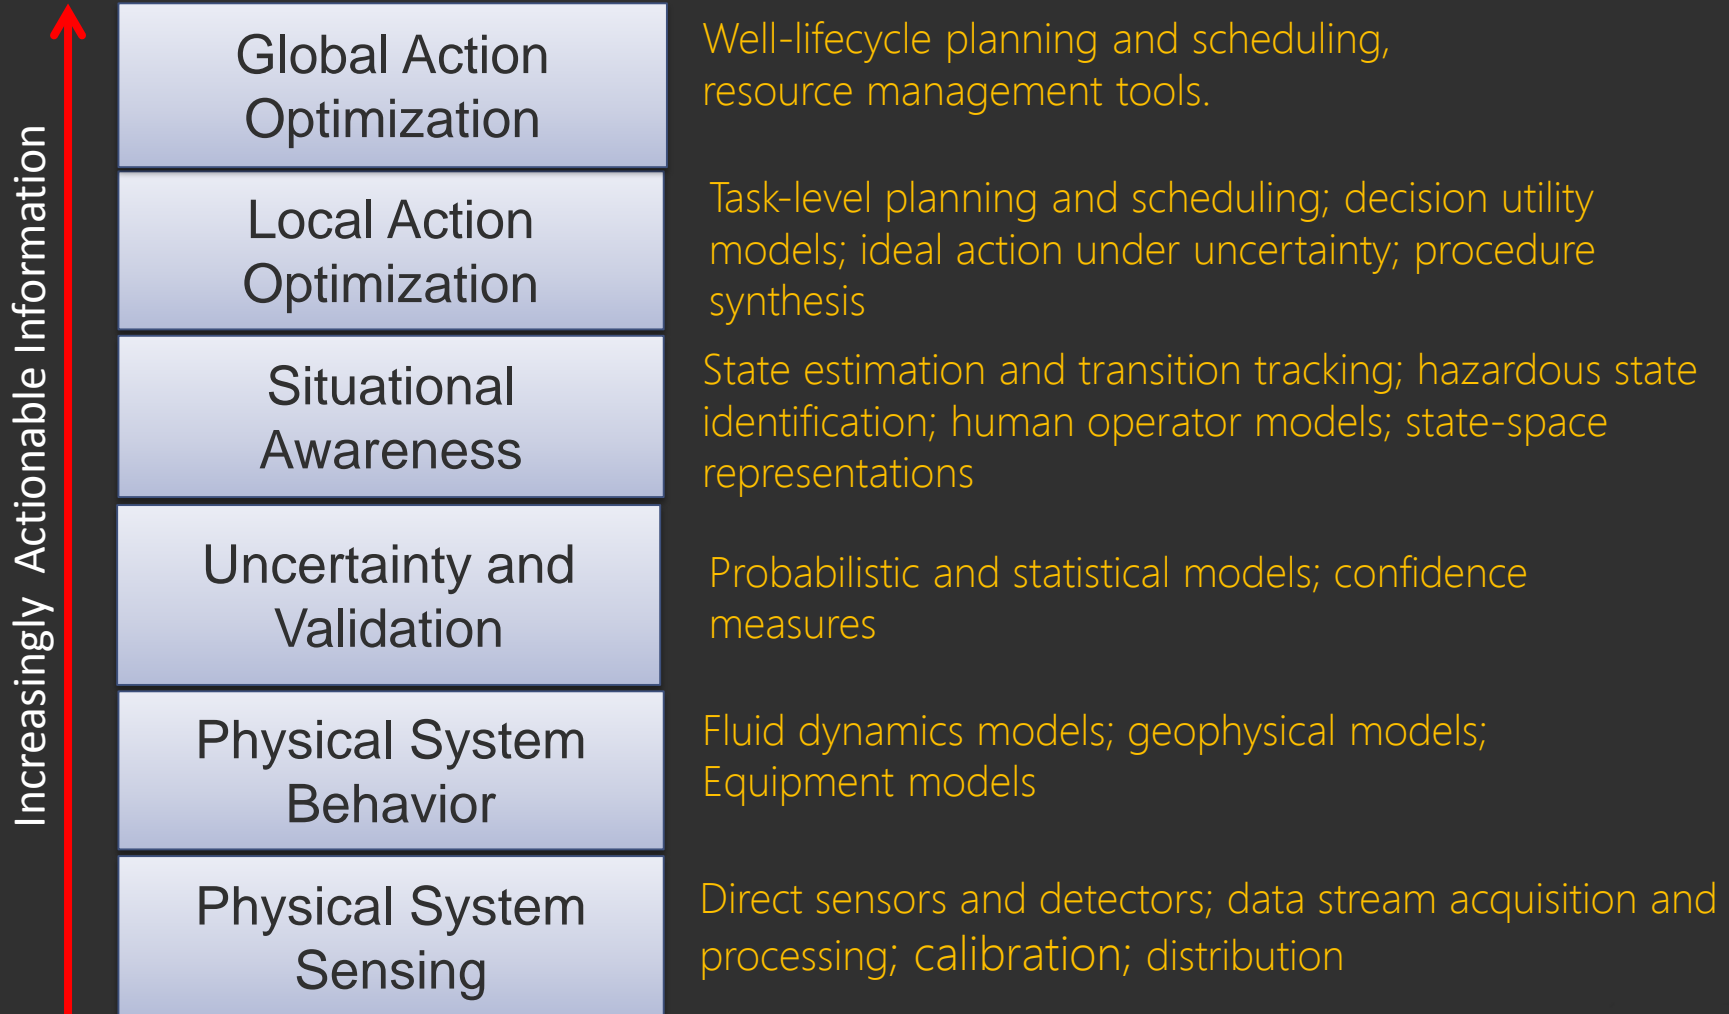 Increasingly Actionable Information
Global Action
Optimization
Well-lifecycle planning and scheduling,
resource management tools.
Local Action
Optimization
Task-level planning and scheduling; decision utility
models; ideal action under uncertainty; procedure
synthesis
Situational
Awareness
State estimation and transition tracking; hazardous state
identification; human operator models; state-space
representations
Uncertainty and
Validation
Probabilistic and statistical models; confidence
measures
Physical System
Behavior
Fluid dynamics models; geophysical models;
Equipment models
Physical System
Sensing
Direct sensors and detectors; data stream acquisition and
processing; calibration; distribution